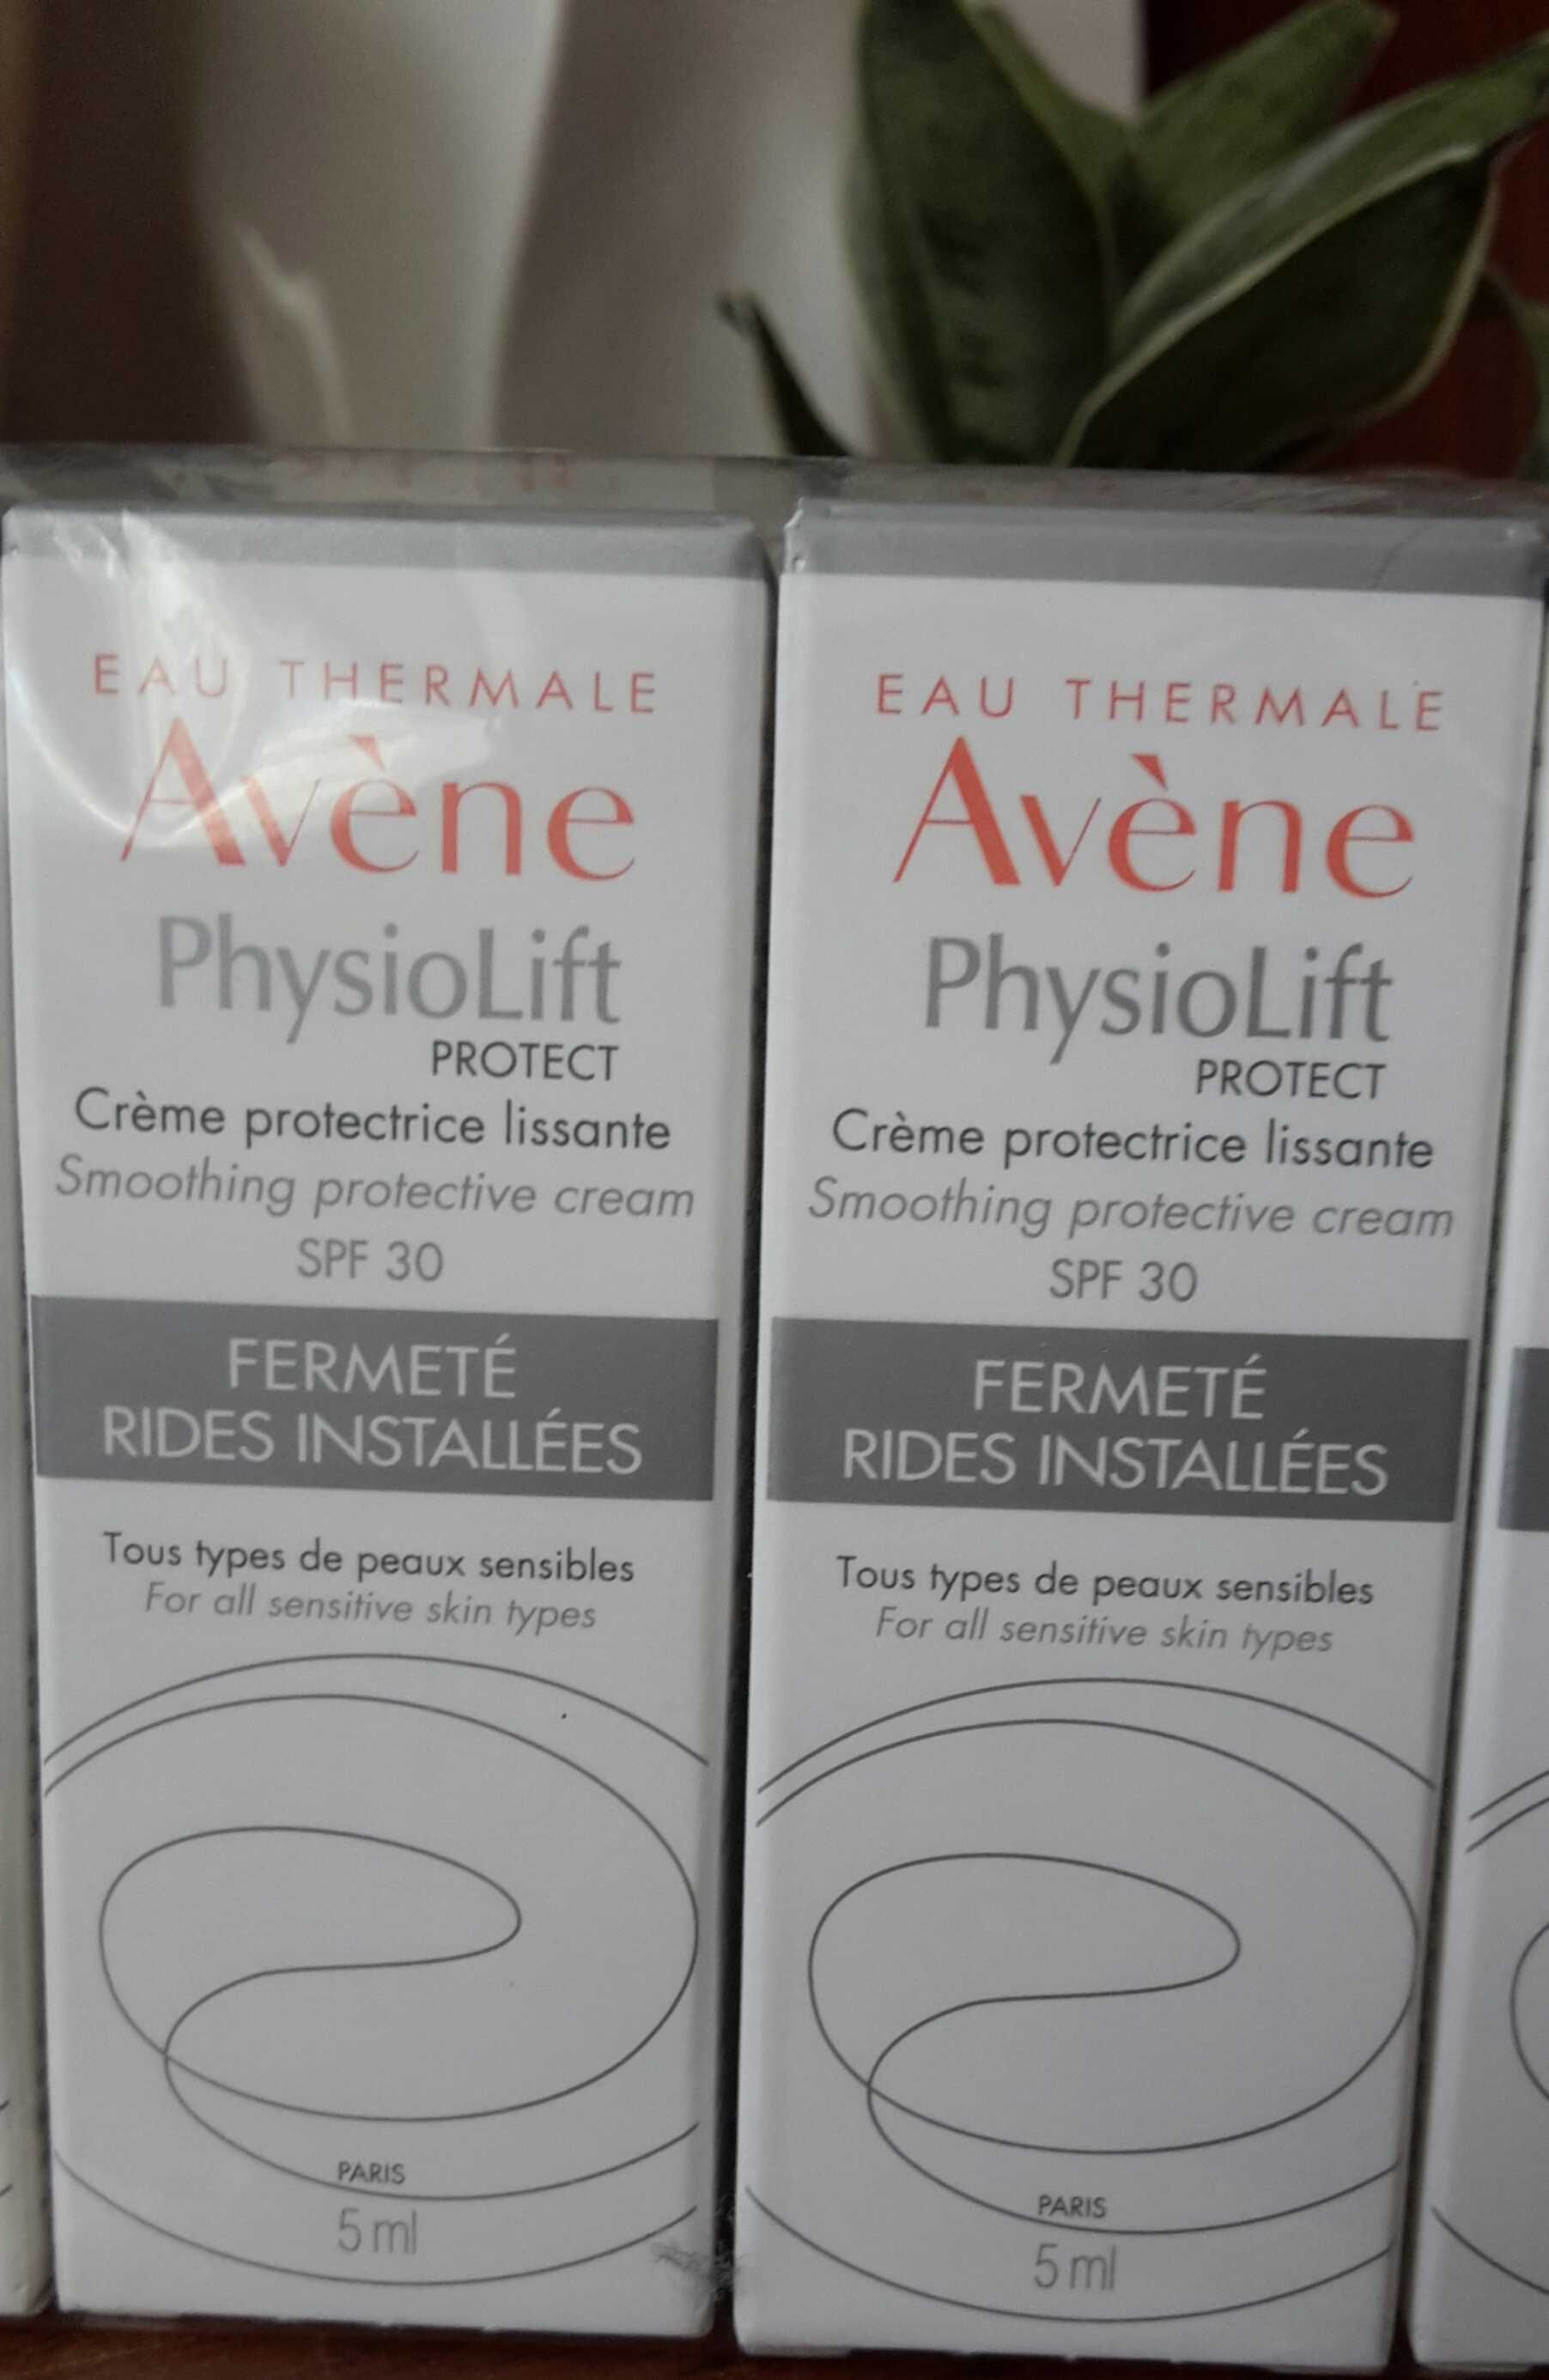 EAU THERMALE
Avène
PhysioLift
PROTECT
Crème protectrice lissante
Smoothing protective cream
SPF 30
FERMETÉ
RIDES INSTALLÉES
Tous types de peaux sensibles
For all sensitive skin types
PARIS
5 ml
EAU THERMALE
Avène
PhysioLift
PROTECT
Crème protectrice lissante
Smoothing protective cream
SPF 30
FERMETÉ
RIDES INSTALLÉES
Tous types de peaux sensibles
For all sensitive skin types
PARIS
5 ml